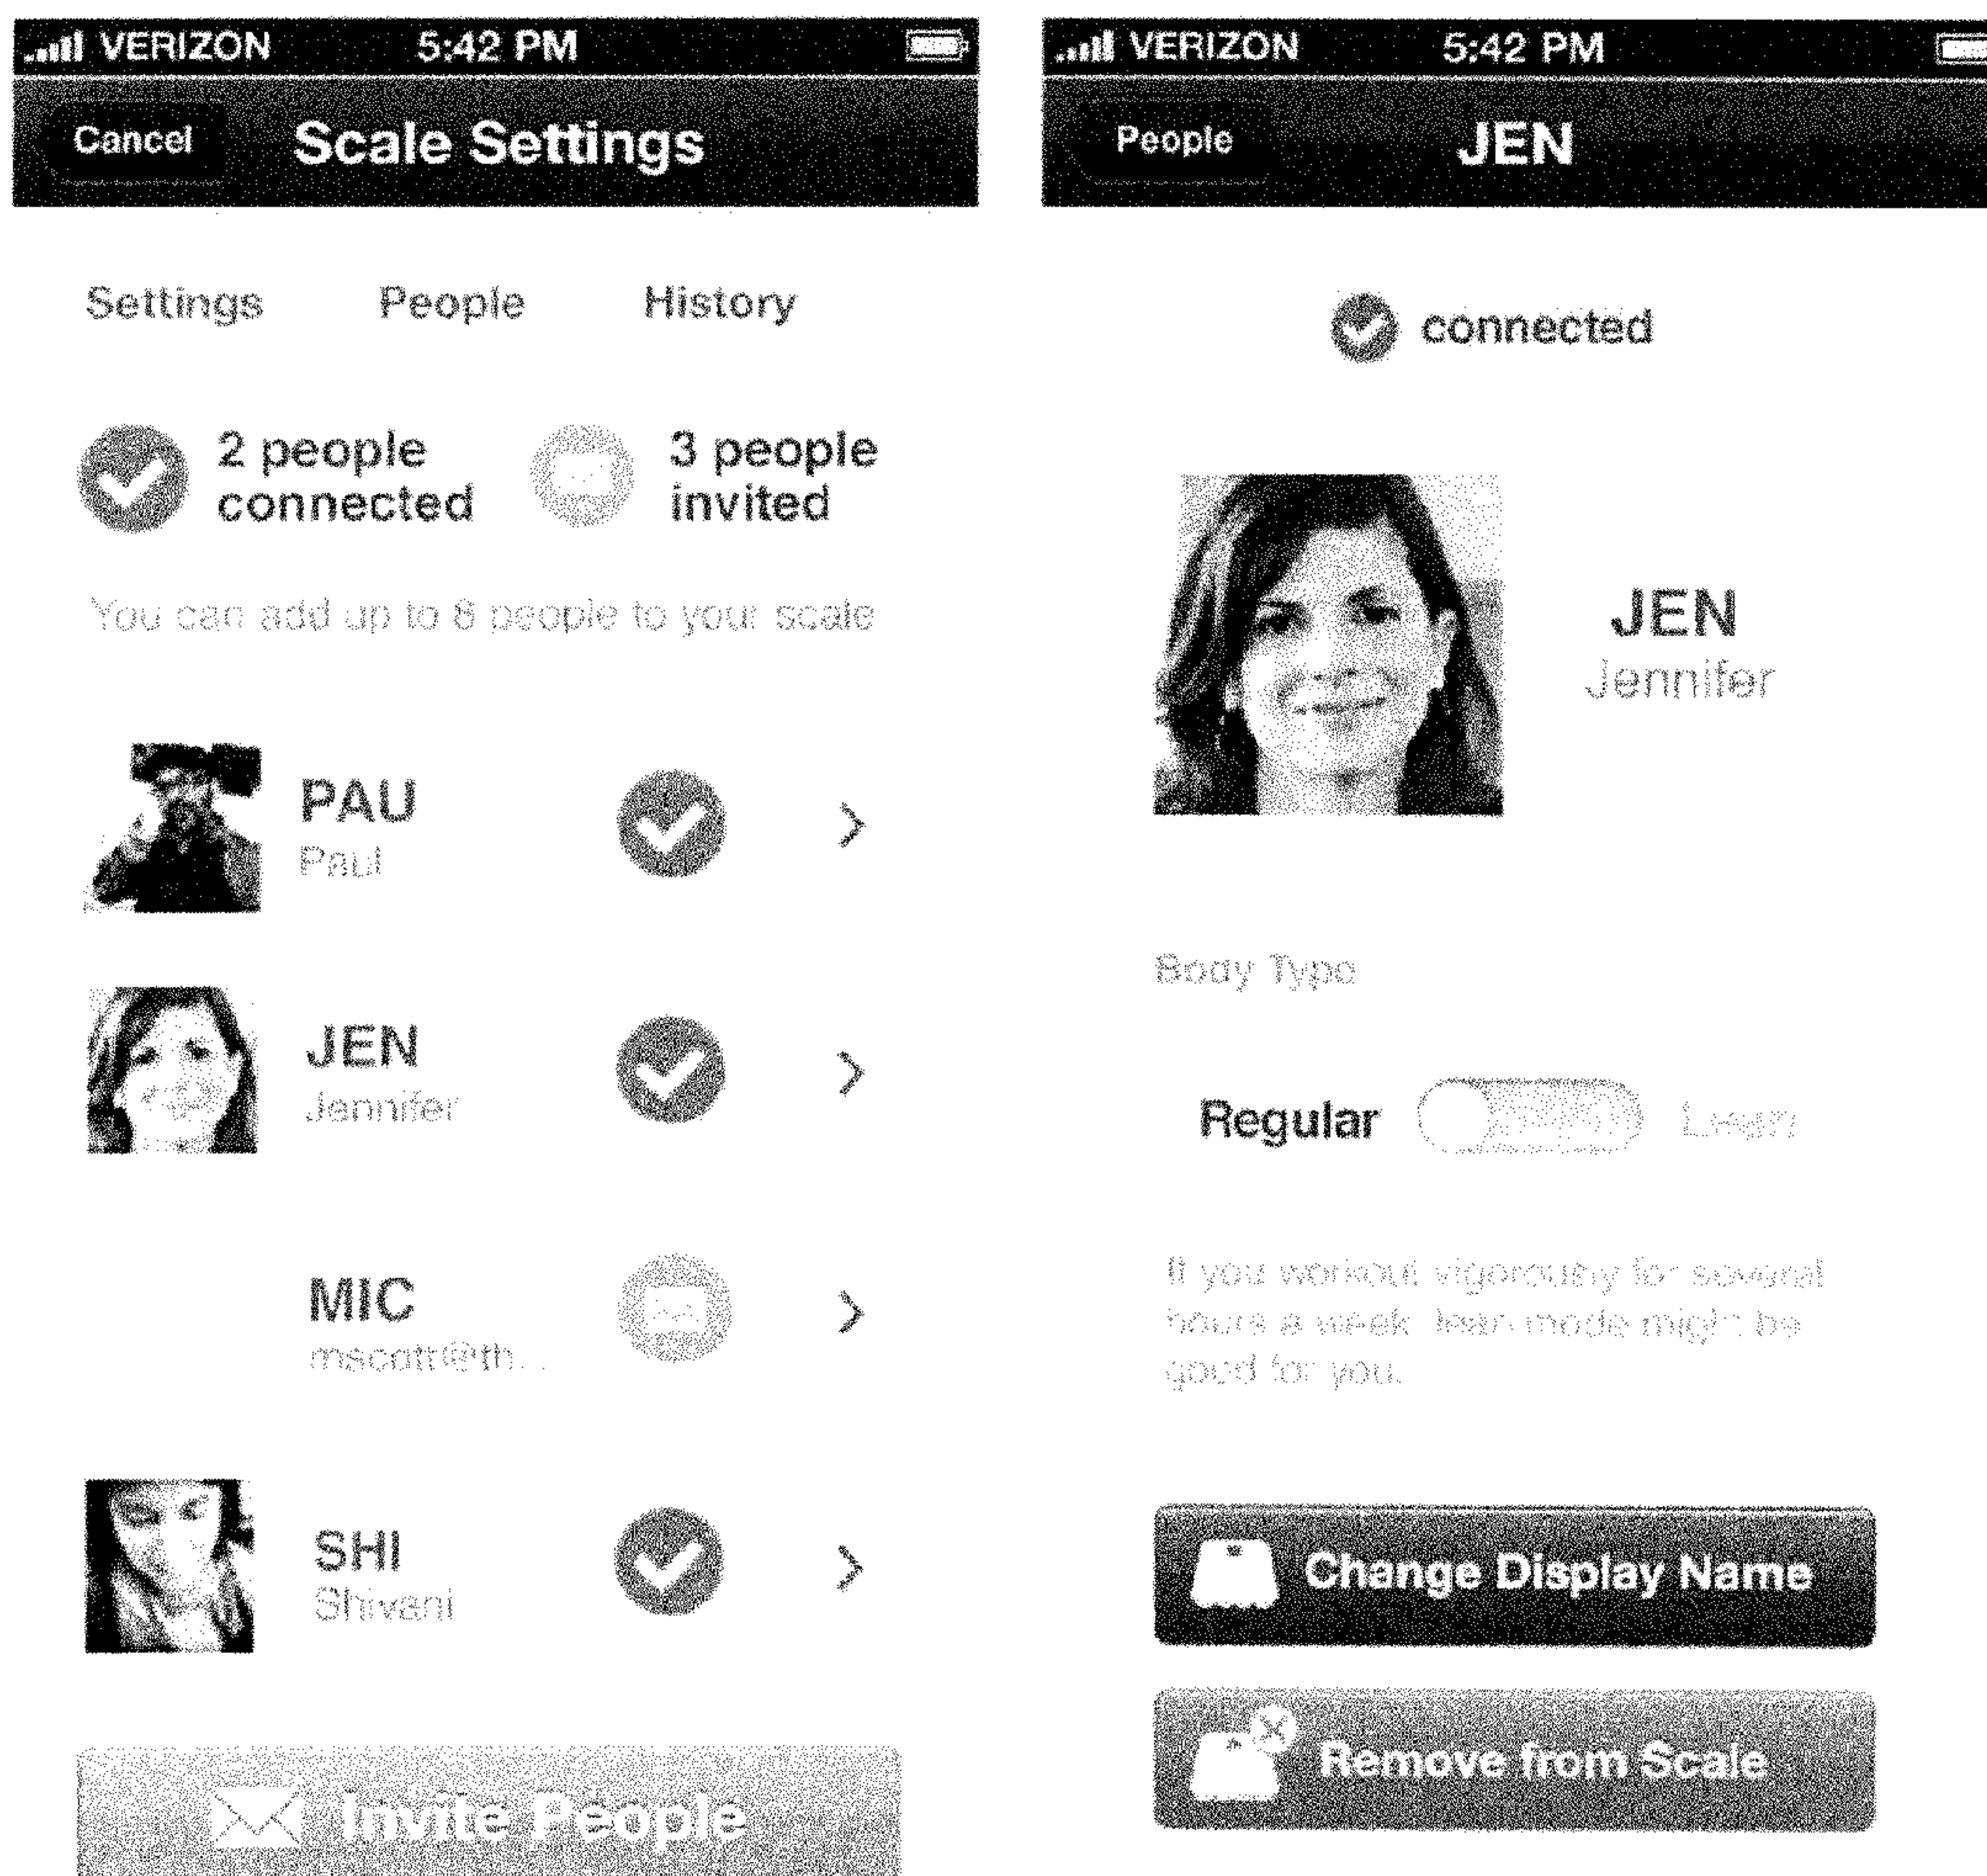 VERIZON 5:42 PM
Cancel Scale Settings
Settings People History
2 people
connected
3 people
invited
You can add up to 8 people to your scale
PAU
Paul
JEN
Jennifer
MIC
mscott@th...
SHI
Shivani
Invite People
VERIZON 5:42 PM
People JEN
connected
JEN
Jennifer
Body Type
Regular Lean
If you workout vigorously for several
hours a week, lean mode might be
good for you.
Change Display Name
Remove from Scale